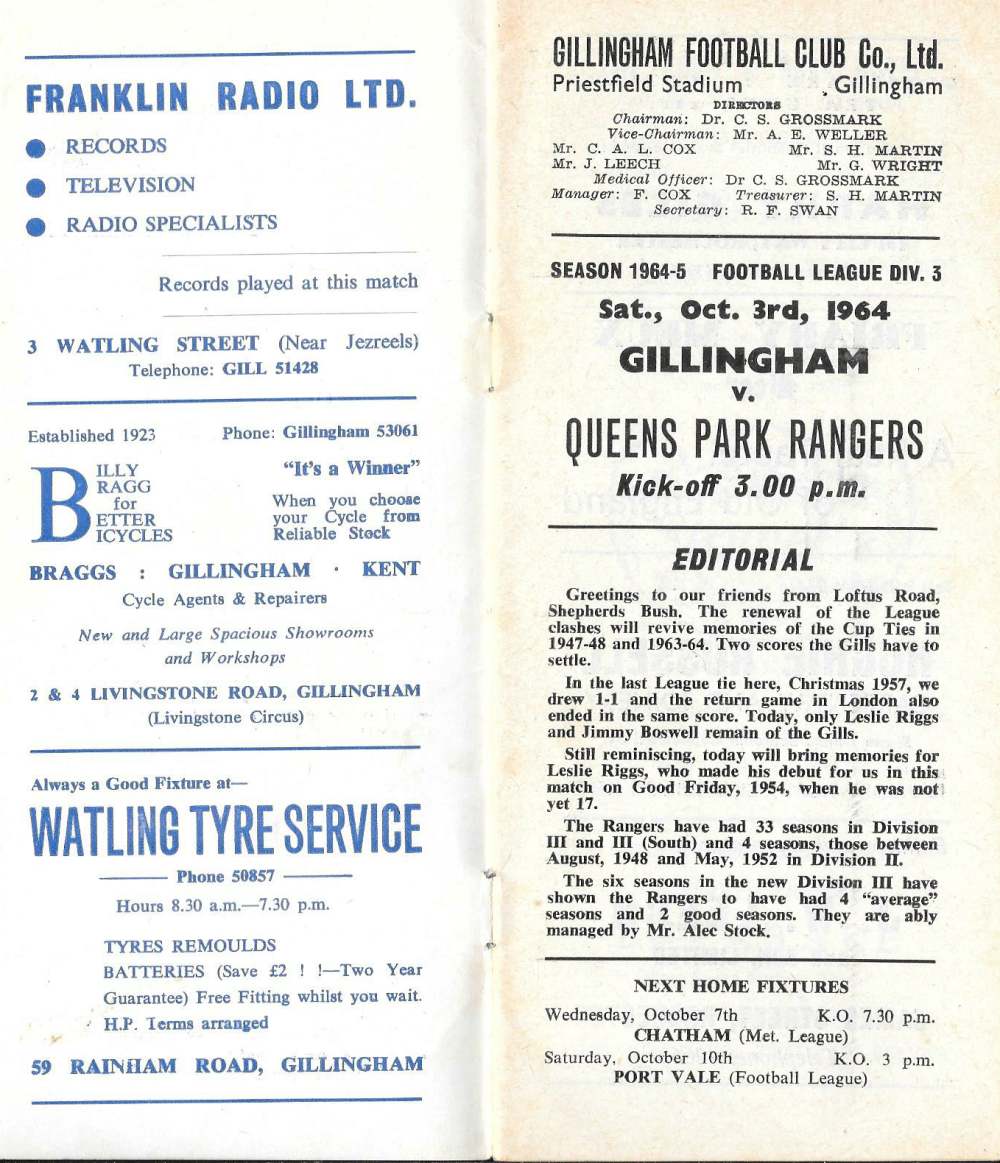 FRANKLIN RADIO LTD.
● RECORDS
● TELEVISION
● RADIO SPECIALISTS
Records played at this match
3 WATLING STREET (Near Jezreels)
Telephone: GILL 51428
Established 1923 Phone: Gillingham 53061
BILLY
BRAGG
for
BETTER
BICYCLES
“It's a Winner”
When you choose
your Cycle from
Reliable Stock
BRAGGS : GILLINGHAM · KENT
Cycle Agents & Repairers
New and Large Spacious Showrooms
and Workshops
2 & 4 LIVINGSTONE ROAD, GILLINGHAM
(Livingstone Circus)
Always a Good Fixture at—
WATLING TYRE SERVICE
Phone 50857
Hours 8.30 a.m.—7.30 p.m.
TYRES REMOULDS
BATTERIES (Save £2 ! !—Two Year
Guarantee) Free Fitting whilst you wait.
H.P. Terms arranged
59 RAINHAM ROAD, GILLINGHAM
GILLINGHAM FOOTBALL CLUB Co., Ltd.
Priestfield Stadium , Gillingham
DIRECTORS
Chairman: Dr. C. S. GROSSMARK
Vice-Chairman: Mr. A. E. WELLER
Mr. C. A. L. COX Mr. S. H. MARTIN
Mr. J. LEECH Mr. G. WRIGHT
Medical Officer: Dr C. S. GROSSMARK
Manager: F. COX Treasurer: S. H. MARTIN
Secretary: R. F. SWAN
SEASON 1964-5 FOOTBALL LEAGUE DIV. 3
Sat., Oct. 3rd, 1964
GILLINGHAM
v.
QUEENS PARK RANGERS
Kick-off 3.00 p.m.
EDITORIAL
Greetings to our friends from Loftus Road,
Shepherds Bush. The renewal of the League
clashes will revive memories of the Cup Ties in
1947-48 and 1963-64. Two scores the Gills have to
settle.
In the last League tie here, Christmas 1957, we
drew 1-1 and the return game in London also
ended in the same score. Today, only Leslie Riggs
and Jimmy Boswell remain of the Gills.
Still reminiscing, today will bring memories for
Leslie Riggs, who made his debut for us in this
match on Good Friday, 1954, when he was not
yet 17.
The Rangers have had 33 seasons in Division
III and III (South) and 4 seasons, those between
August, 1948 and May, 1952 in Division II.
The six seasons in the new Division III have
shown the Rangers to have had 4 “average”
seasons and 2 good seasons. They are ably
managed by Mr. Alec Stock.
NEXT HOME FIXTURES
Wednesday, October 7th K.O. 7.30 p.m.
CHATHAM (Met. League)
Saturday, October 10th K.O. 3 p.m.
PORT VALE (Football League)